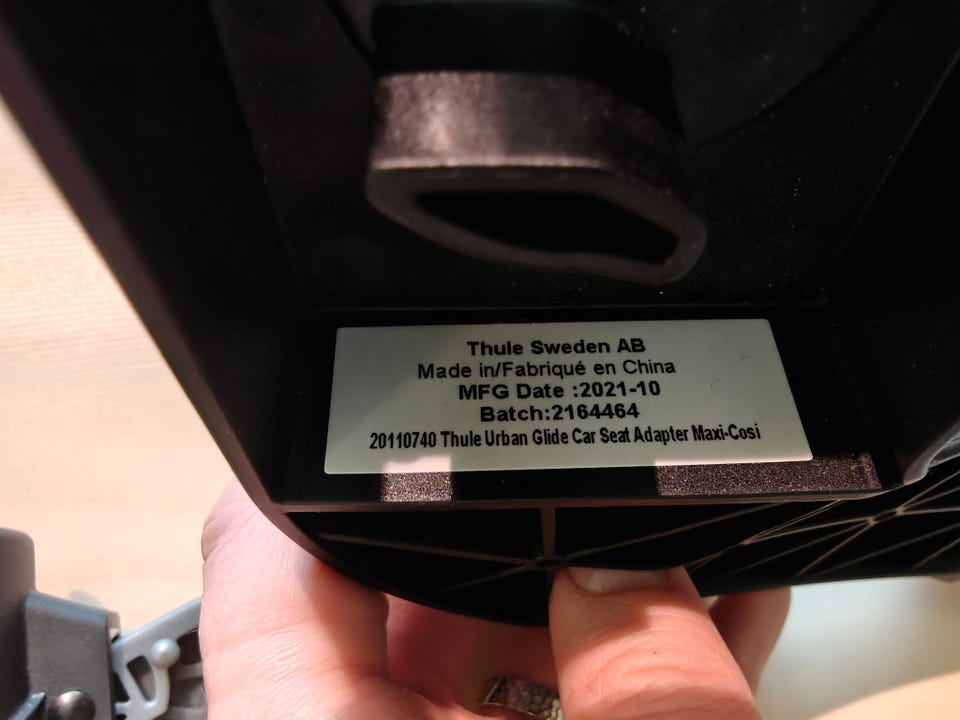 Thule Sweden AB
Made in/Fabriqué en China
MFG Date :2021-10
Batch:2164464
20110740 Thule Urban Glide Car Seat Adapter Maxi-Cosi